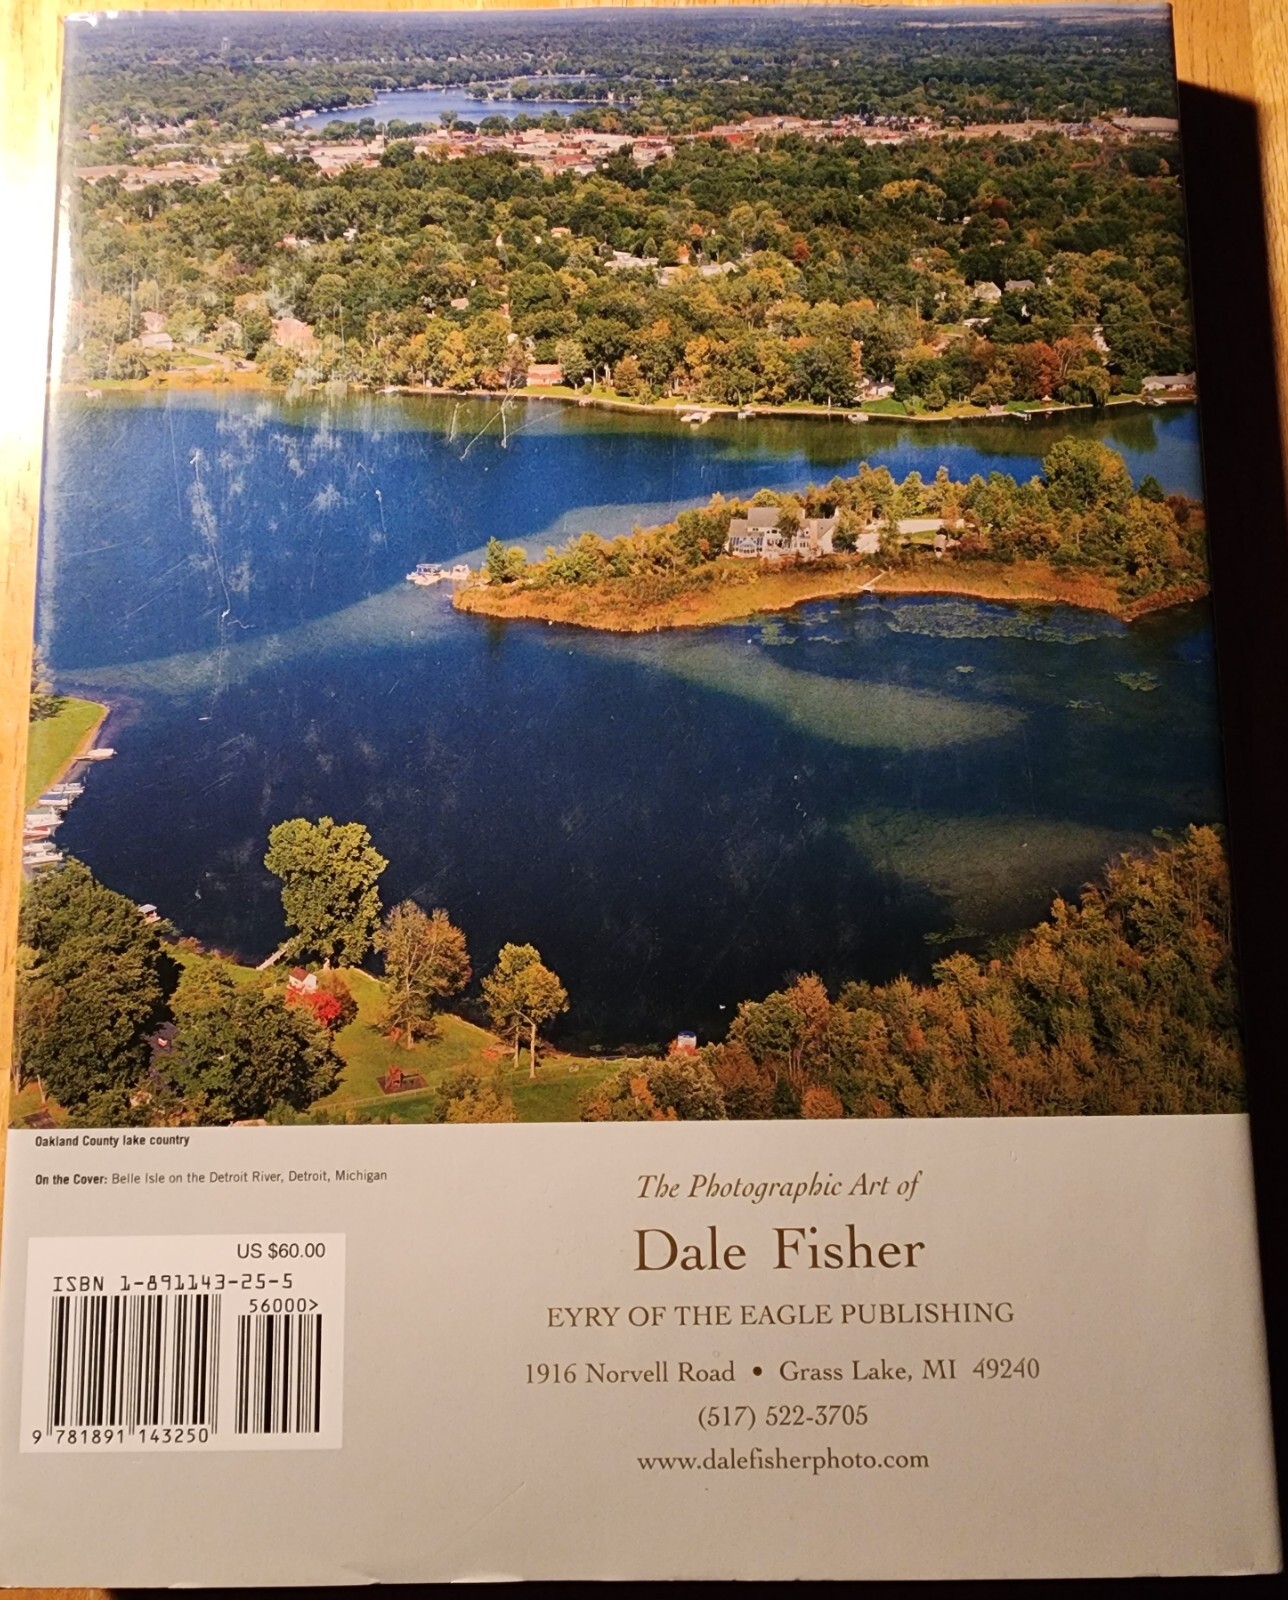 Oakland County lake country
On the Cover: Belle Isle on the Detroit River, Detroit, Michigan
US $60.00
ISBN 1-891143-25-5
56000>
9 781891 143250
The Photographic Art of
Dale Fisher
EYRY OF THE EAGLE PUBLISHING
1916 Norvell Road • Grass Lake, MI 49240
(517) 522-3705
www.dalefisherphoto.com